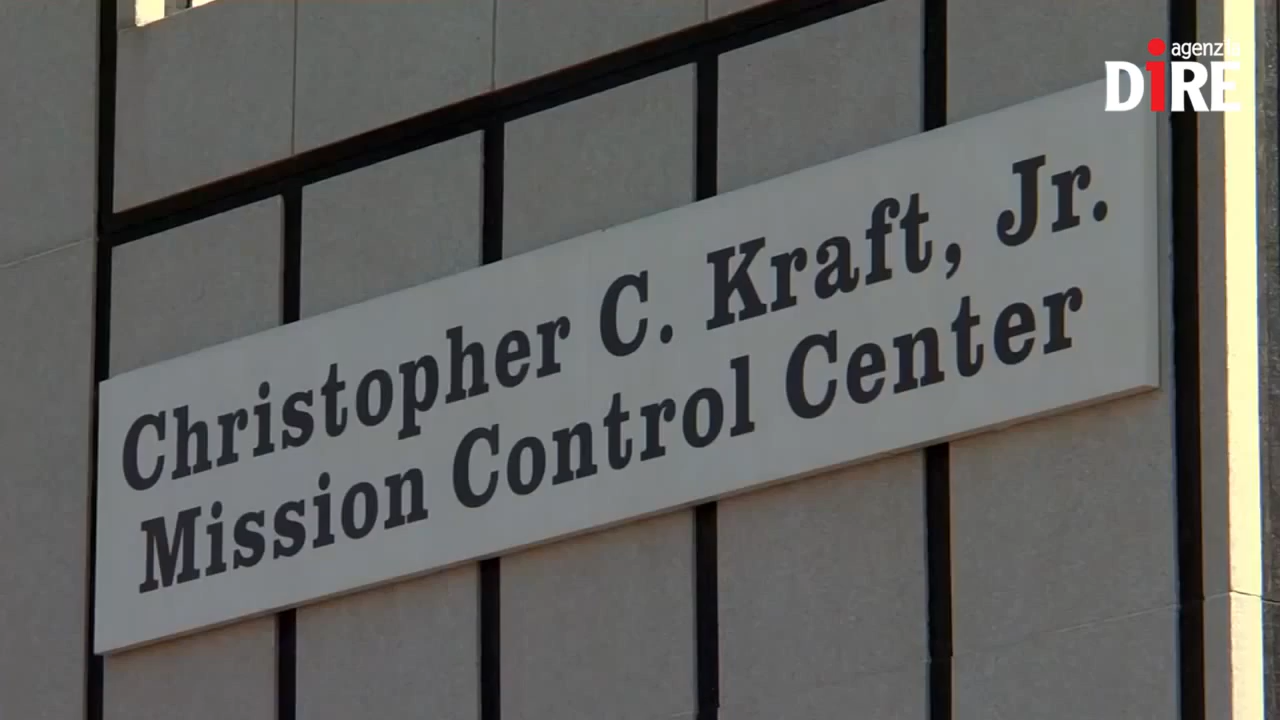 agenzia
DiRE
Christopher C. Kraft, Jr.
Mission Control Center